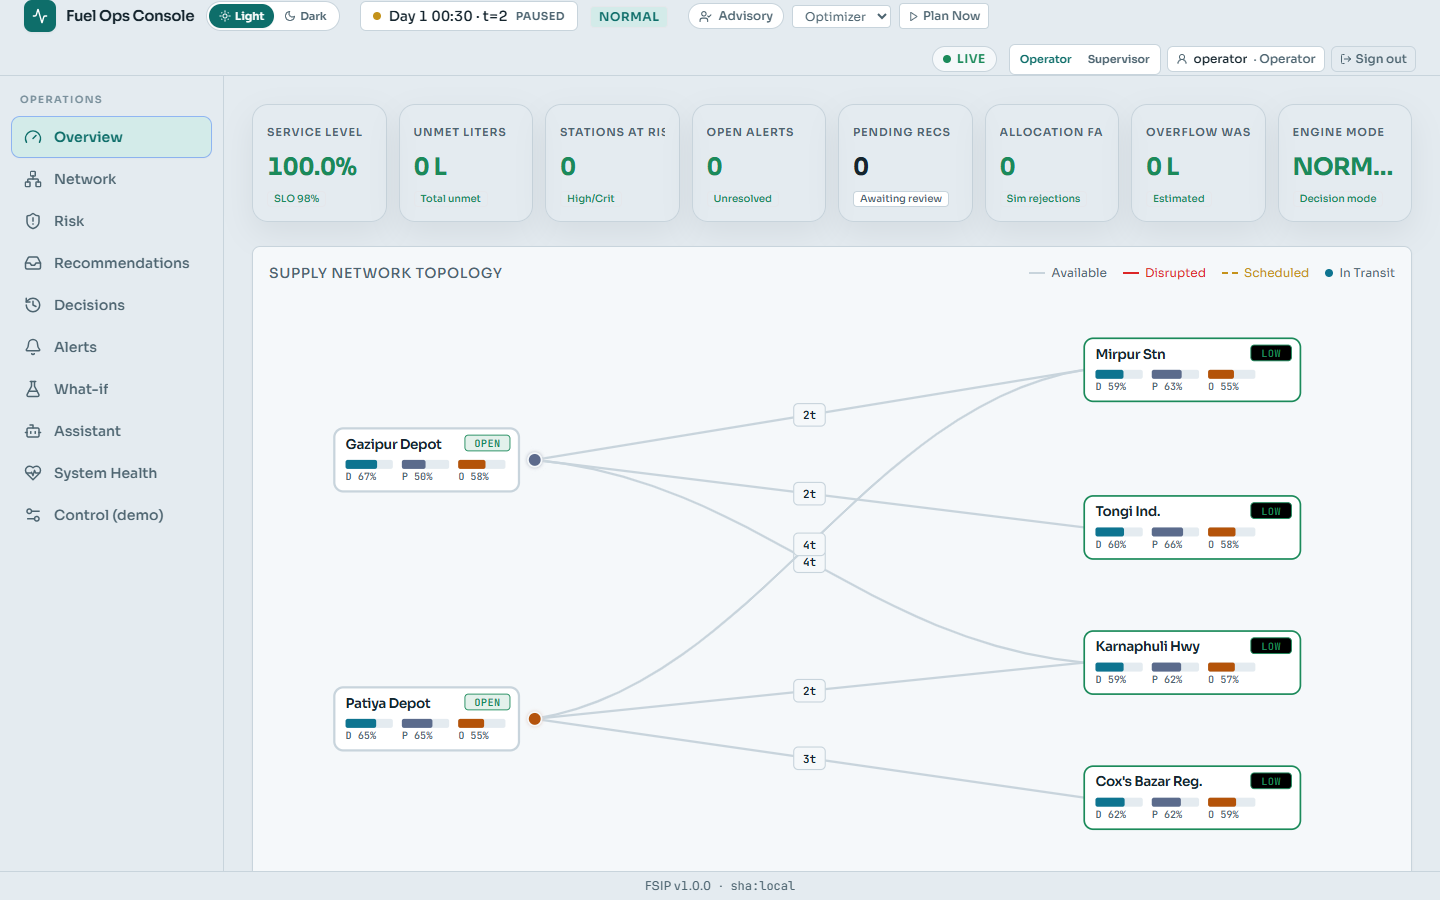 Fuel Ops Console
Light
Dark
Day 1 00:30 · t=2 PAUSED
NORMAL
Advisory
Optimizer
Plan Now
LIVE
Operator
Supervisor
operator · Operator
Sign out
OPERATIONS
Overview
Network
Risk
Recommendations
Decisions
Alerts
What-if
Assistant
System Health
Control (demo)
SERVICE LEVEL
100.0%
SLO 98%
UNMET LITERS
0 L
Total unmet
STATIONS AT RIS
0
High/Crit
OPEN ALERTS
0
Unresolved
PENDING RECS
0
Awaiting review
ALLOCATION FA
0
Sim rejections
OVERFLOW WAS
0 L
Estimated
ENGINE MODE
NORM...
Decision mode
SUPPLY NETWORK TOPOLOGY
Available
Disrupted
Scheduled
In Transit
Gazipur Depot
OPEN
D 67% P 50% O 58%
Patiya Depot
OPEN
D 65% P 65% O 55%
2t
2t
4t
4t
2t
3t
Mirpur Stn
LOW
D 59% P 63% O 55%
Tongi Ind.
LOW
D 60% P 66% O 58%
Karnaphuli Hwy
LOW
D 59% P 62% O 57%
Cox's Bazar Reg.
LOW
D 62% P 62% O 59%
FSIP v1.0.0 · sha:local